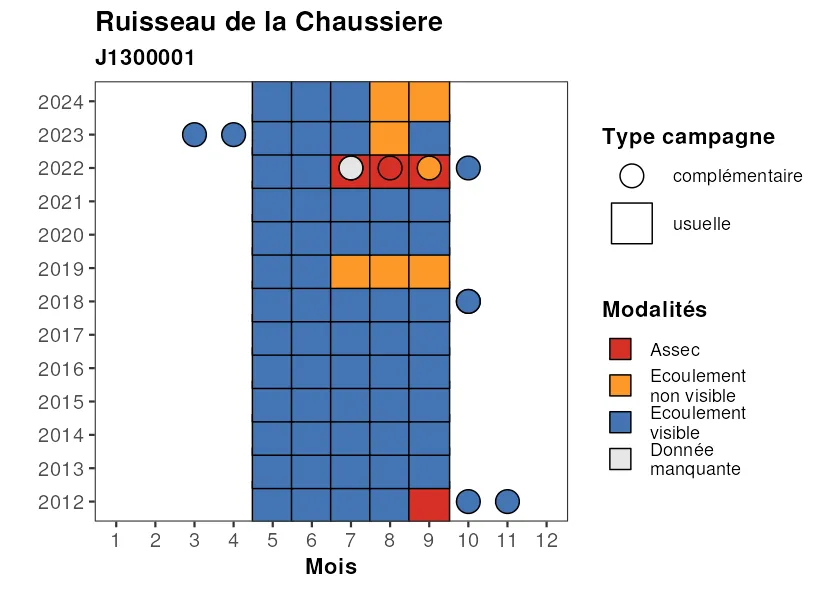 Ruisseau de la Chaussiere
J1300001
2024
2023
2022
2021
2020
2019
2018
2017
2016
2015
2014
2013
2012
1 2 3 4 5 6 7 8 9 10 11 12
Mois
Type campagne
complémentaire
usuelle
Modalités
Assec
Ecoulement
non visible
Ecoulement
visible
Donnée
manquante